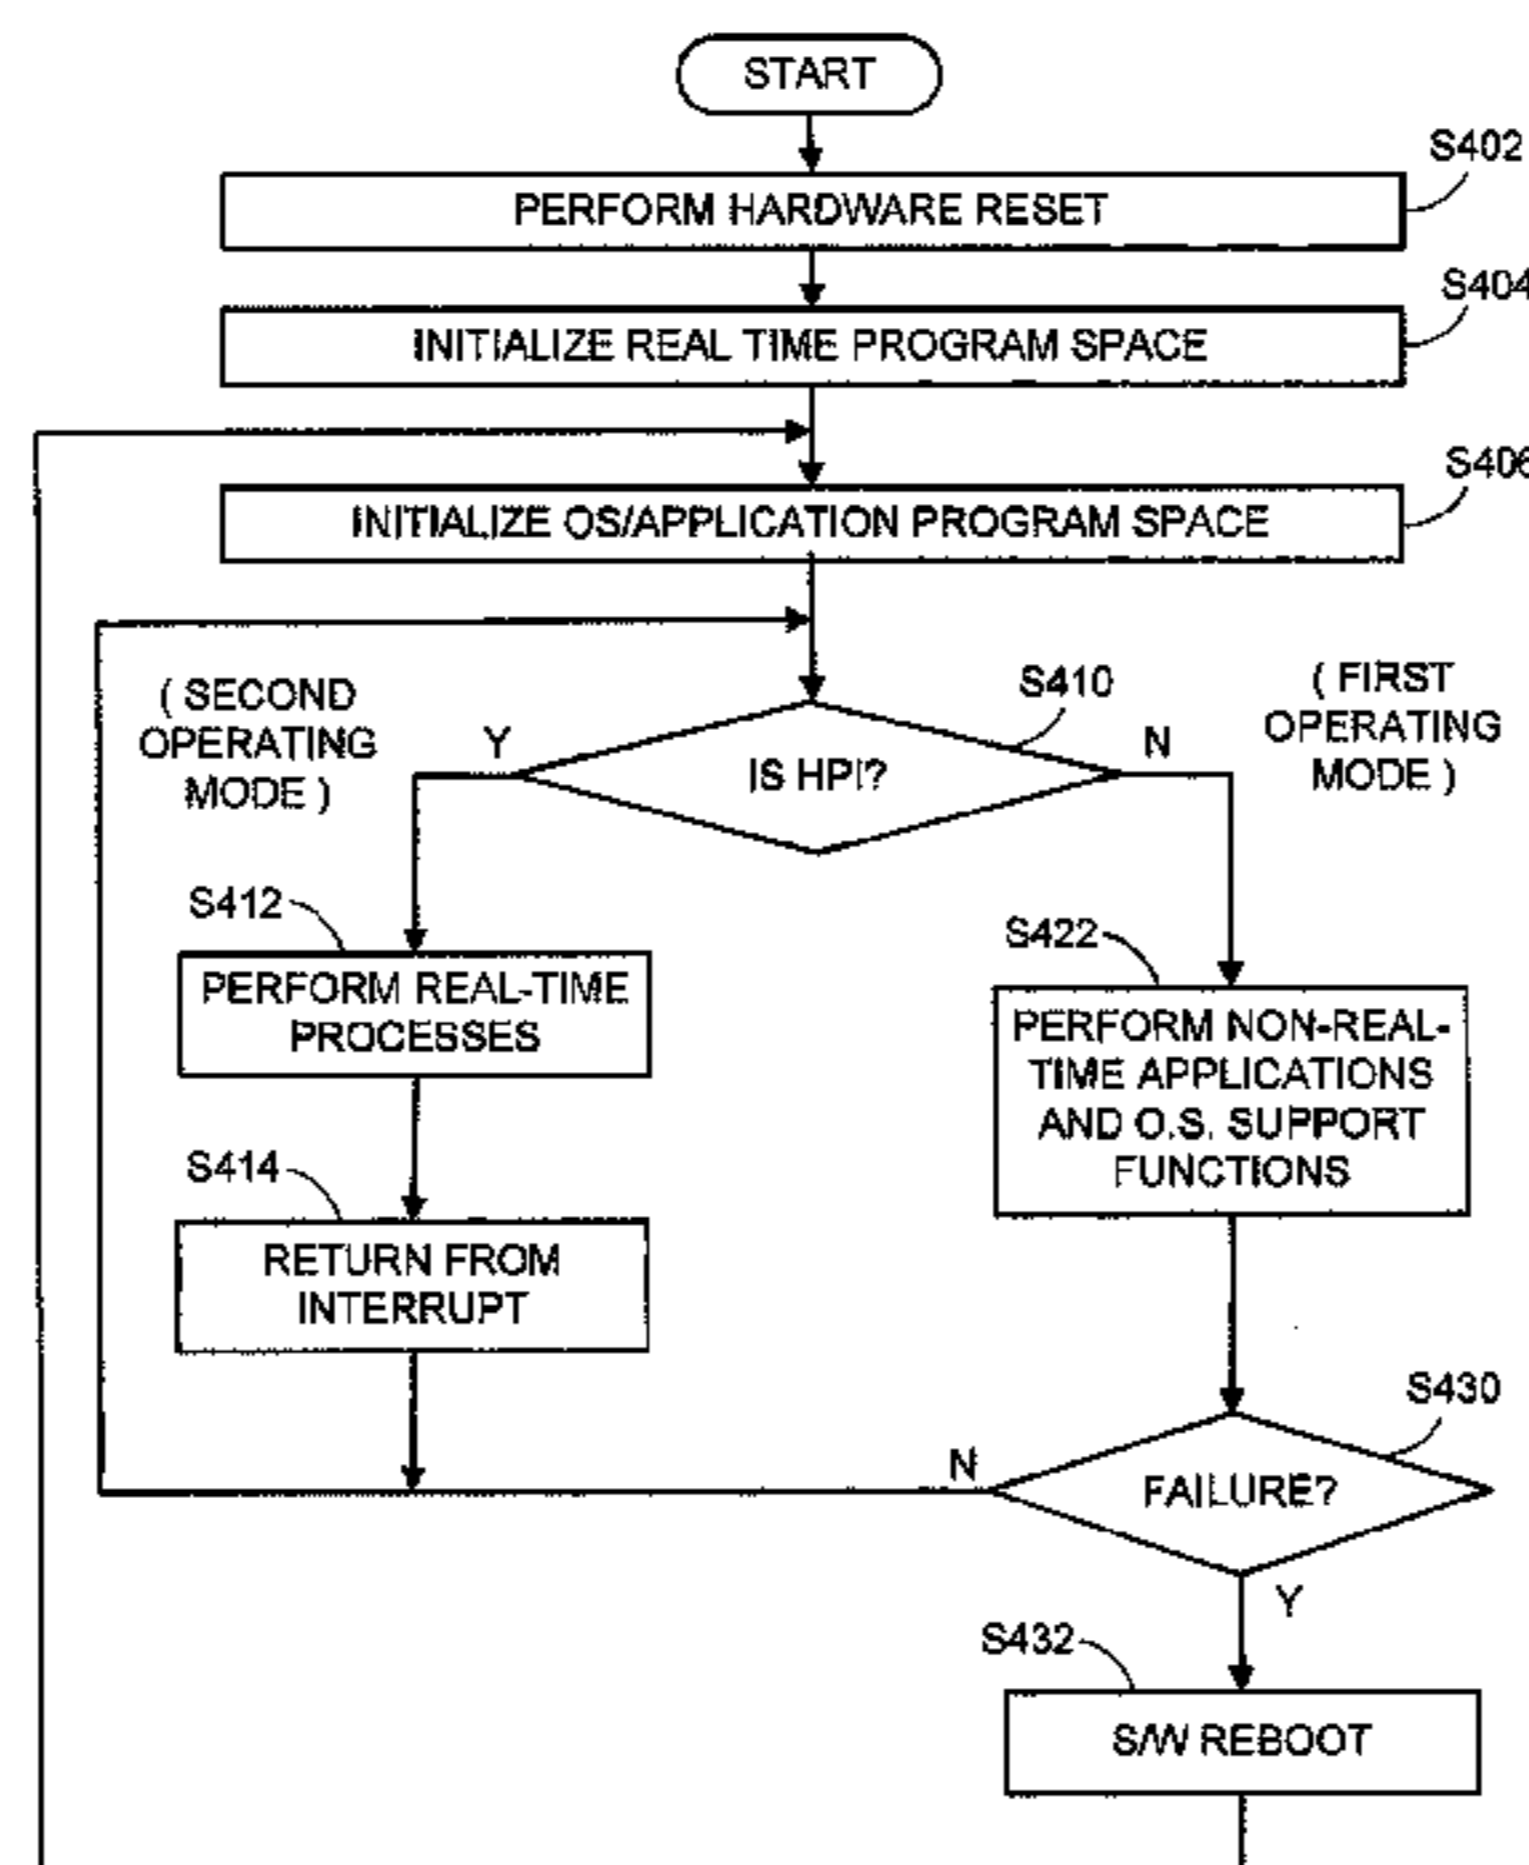 START
S402
PERFORM HARDWARE RESET
S404
INITIALIZE REAL TIME PROGRAM SPACE
S406
INITIALIZE OS/APPLICATION PROGRAM SPACE
( SECOND
OPERATING
MODE )
Y
S410
IS HPI?
N
( FIRST
OPERATING
MODE )
S412
PERFORM REAL-TIME
PROCESSES
S422
PERFORM NON-REAL-
TIME APPLICATIONS
AND O.S. SUPPORT
FUNCTIONS
S414
RETURN FROM
INTERRUPT
S430
N
FAILURE?
Y
S432
S/W REBOOT